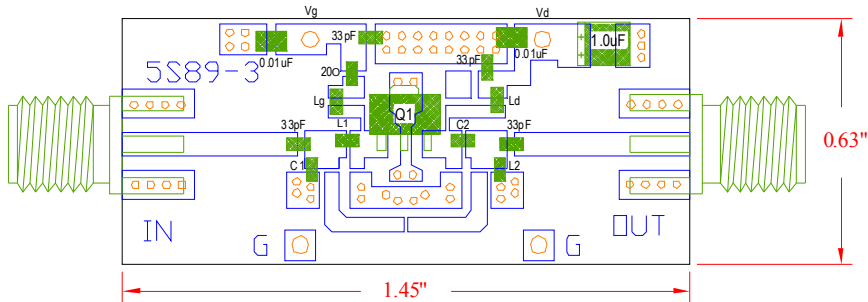 Vg
Vd
33pF
0.01uF
1.0uF
0.01uF
33pF
5S89-3
20O
Lg
Ld
Q1
L1
C2
33pF
33pF
C1
L2
0.63"
IN
OUT
G
G
1.45"